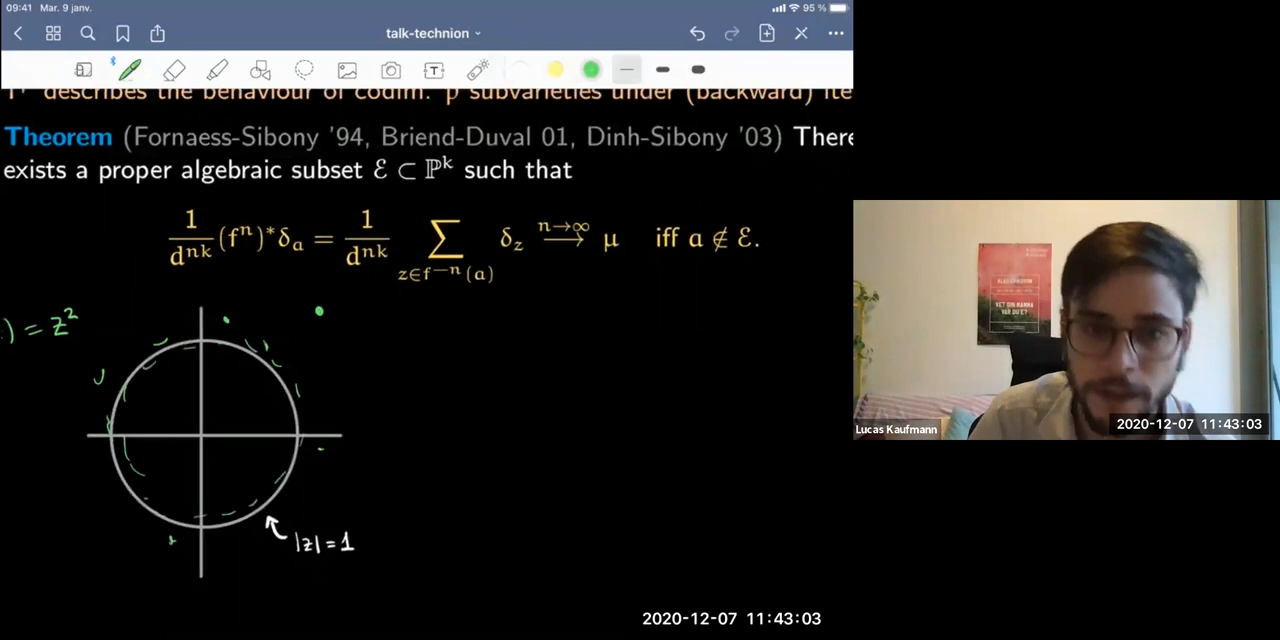 09:41 Mar. 9 janv.
95 %
talk-technion
T
describes the behaviour of codim. p subvarieties under (backward) ite
Theorem (Fornaess-Sibony '94, Briend-Duval 01, Dinh-Sibony '03) There
exists a proper algebraic subset ℰ ⊂ ℙᵏ such that
1/dⁿᵏ (fⁿ)*δₐ = 1/dⁿᵏ ∑_{z∈f⁻ⁿ(a)} δ_z →^{n→∞} μ iff a ∉ ℰ.
) = z²
|z| = 1
Lucas Kaufmann
2020-12-07 11:43:03
2020-12-07 11:43:03